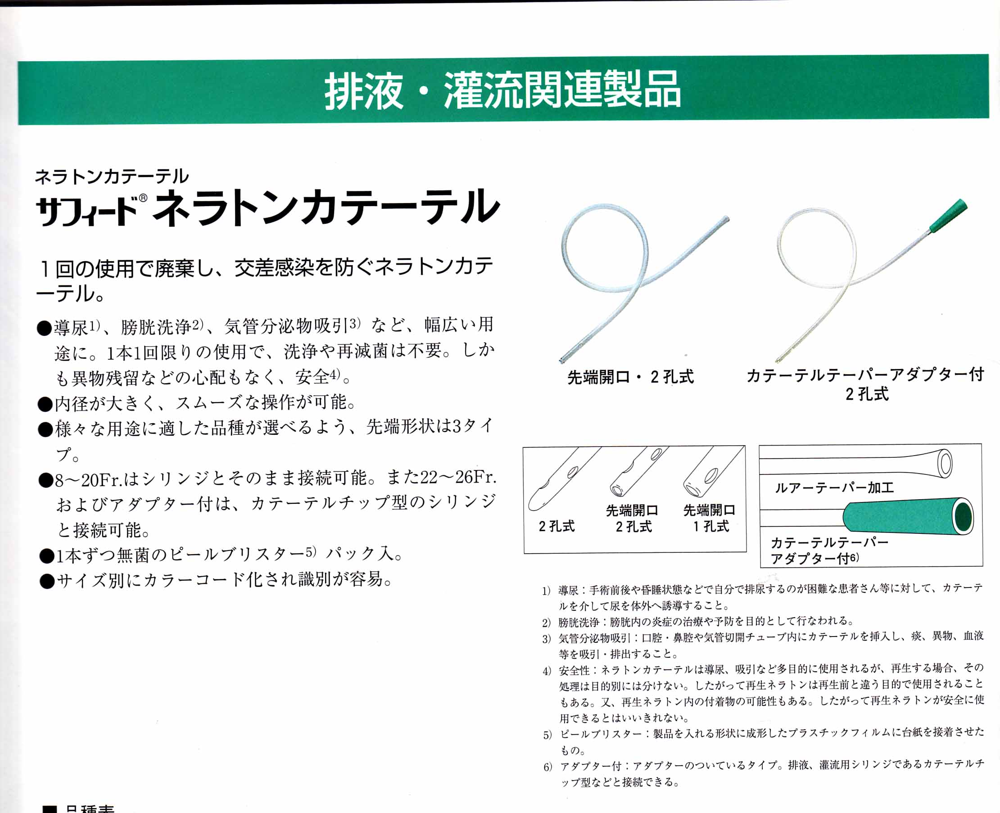 排液・灌流関連製品
ネラトンカテーテル
サフィード® ネラトンカテーテル
1回の使用で廃棄し、交差感染を防ぐネラトンカテ
ーテル。
●導尿1)、膀胱洗浄2)、気管分泌物吸引3) など、幅広い用
途に。1本1回限りの使用で、洗浄や再滅菌は不要。しか
も異物残留などの心配もなく、安全4)。
●内径が大きく、スムーズな操作が可能。
●様々な用途に適した品種が選べるよう、先端形状は3タイ
プ。
●8〜20Fr.はシリンジとそのまま接続可能。また22〜26Fr.
およびアダプター付は、カテーテルチップ型のシリンジ
と接続可能。
●1本ずつ無菌のピールブリスター5) パック入。
●サイズ別にカラーコード化され識別が容易。
先端開口・2孔式
カテーテルテーパーアダプター付
2孔式
2孔式
先端開口
2孔式
先端開口
1孔式
ルアーテーパー加工
カテーテルテーパー
アダプター付6)
1) 導尿：手術前後や昏睡状態などで自分で排尿するのが困難な患者さん等に対して、カテーテ
ルを介して尿を体外へ誘導すること。
2) 膀胱洗浄：膀胱内の炎症の治療や予防を目的として行なわれる。
3) 気管分泌物吸引：口腔・鼻腔や気管切開チューブ内にカテーテルを挿入し、痰、異物、血液
等を吸引・排出すること。
4) 安全性：ネラトンカテーテルは導尿、吸引など多目的に使用されるが、再生する場合、その
処理は目的別には分けない。したがって再生ネラトンは再生前と違う目的で使用されること
もある。又、再生ネラトン内の付着物の可能性もある。したがって再生ネラトンが安全に使
用できるとはいいきれない。
5) ピールブリスター：製品を入れる形状に成形したプラスチックフィルムに台紙を接着させた
もの。
6) アダプター付：アダプターのついているタイプ。排液、灌流用シリンジであるカテーテルチ
ップ型などと接続できる。
■ 品種表